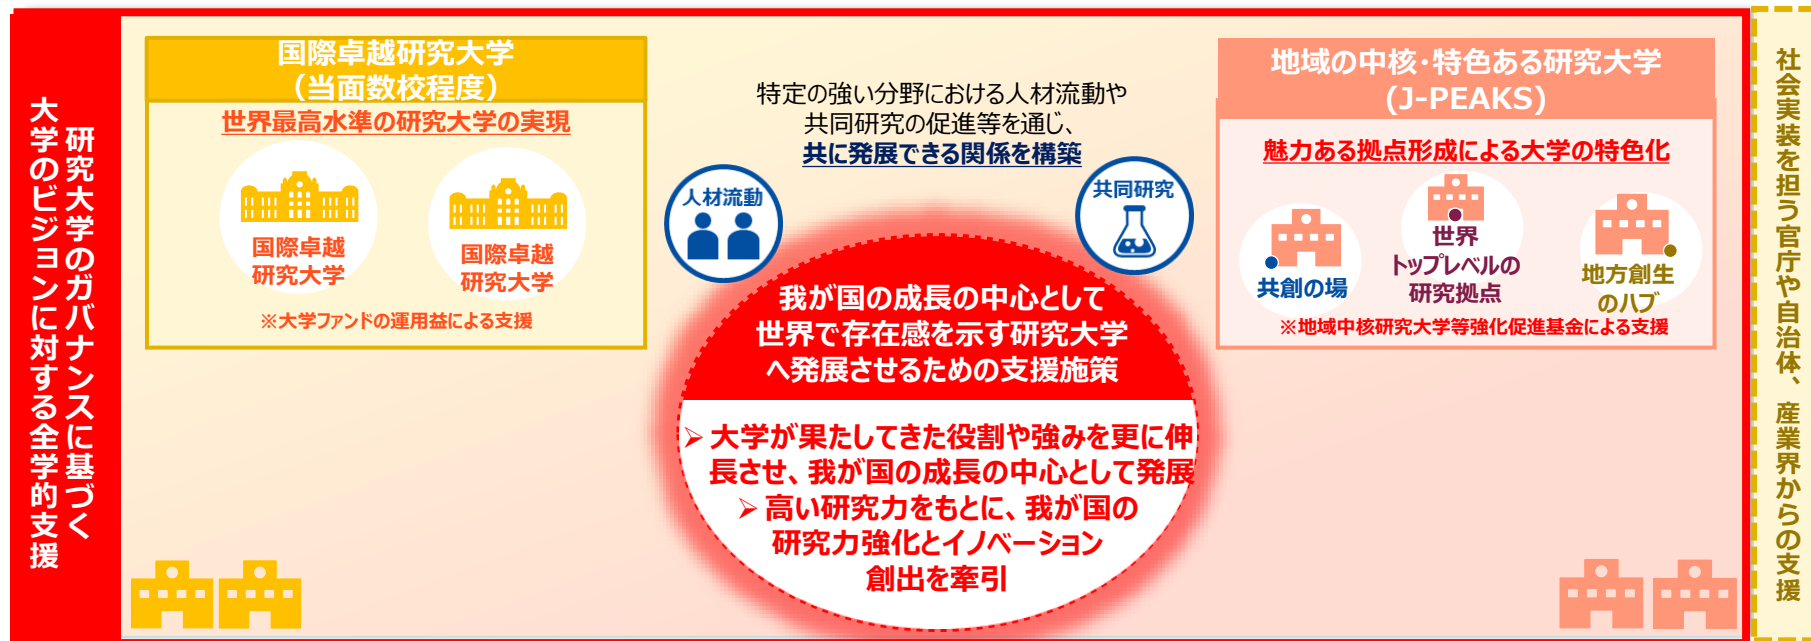 研究大学のガバナンスに基づく
大学のビジョンに対する全学的支援
国際卓越研究大学
（当面数校程度）
世界最高水準の研究大学の実現
国際卓越
研究大学
国際卓越
研究大学
※大学ファンドの運用益による支援
特定の強い分野における人材流動や
共同研究の促進等を通じ、
共に発展できる関係を構築
人材流動
共同研究
我が国の成長の中心として
世界で存在感を示す研究大学
へ発展させるための支援施策
➢ 大学が果たしてきた役割や強みを更に伸
長させ、我が国の成長の中心として発展
➢ 高い研究力をもとに、我が国の
研究力強化とイノベーション
創出を牽引
地域の中核・特色ある研究大学
(J-PEAKS)
魅力ある拠点形成による大学の特色化
共創の場
世界
トップレベルの
研究拠点
地方創生
のハブ
※地域中核研究大学等強化促進基金による支援
社会実装を担う官庁や自治体、産業界からの支援